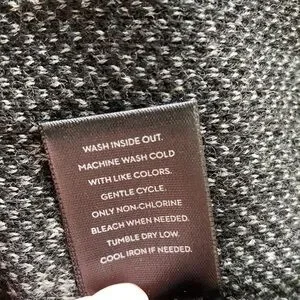 WASH INSIDE OUT.
MACHINE WASH COLD
WITH LIKE COLORS.
GENTLE CYCLE.
ONLY NON-CHLORINE
BLEACH WHEN NEEDED.
TUMBLE DRY LOW.
COOL IRON IF NEEDED.